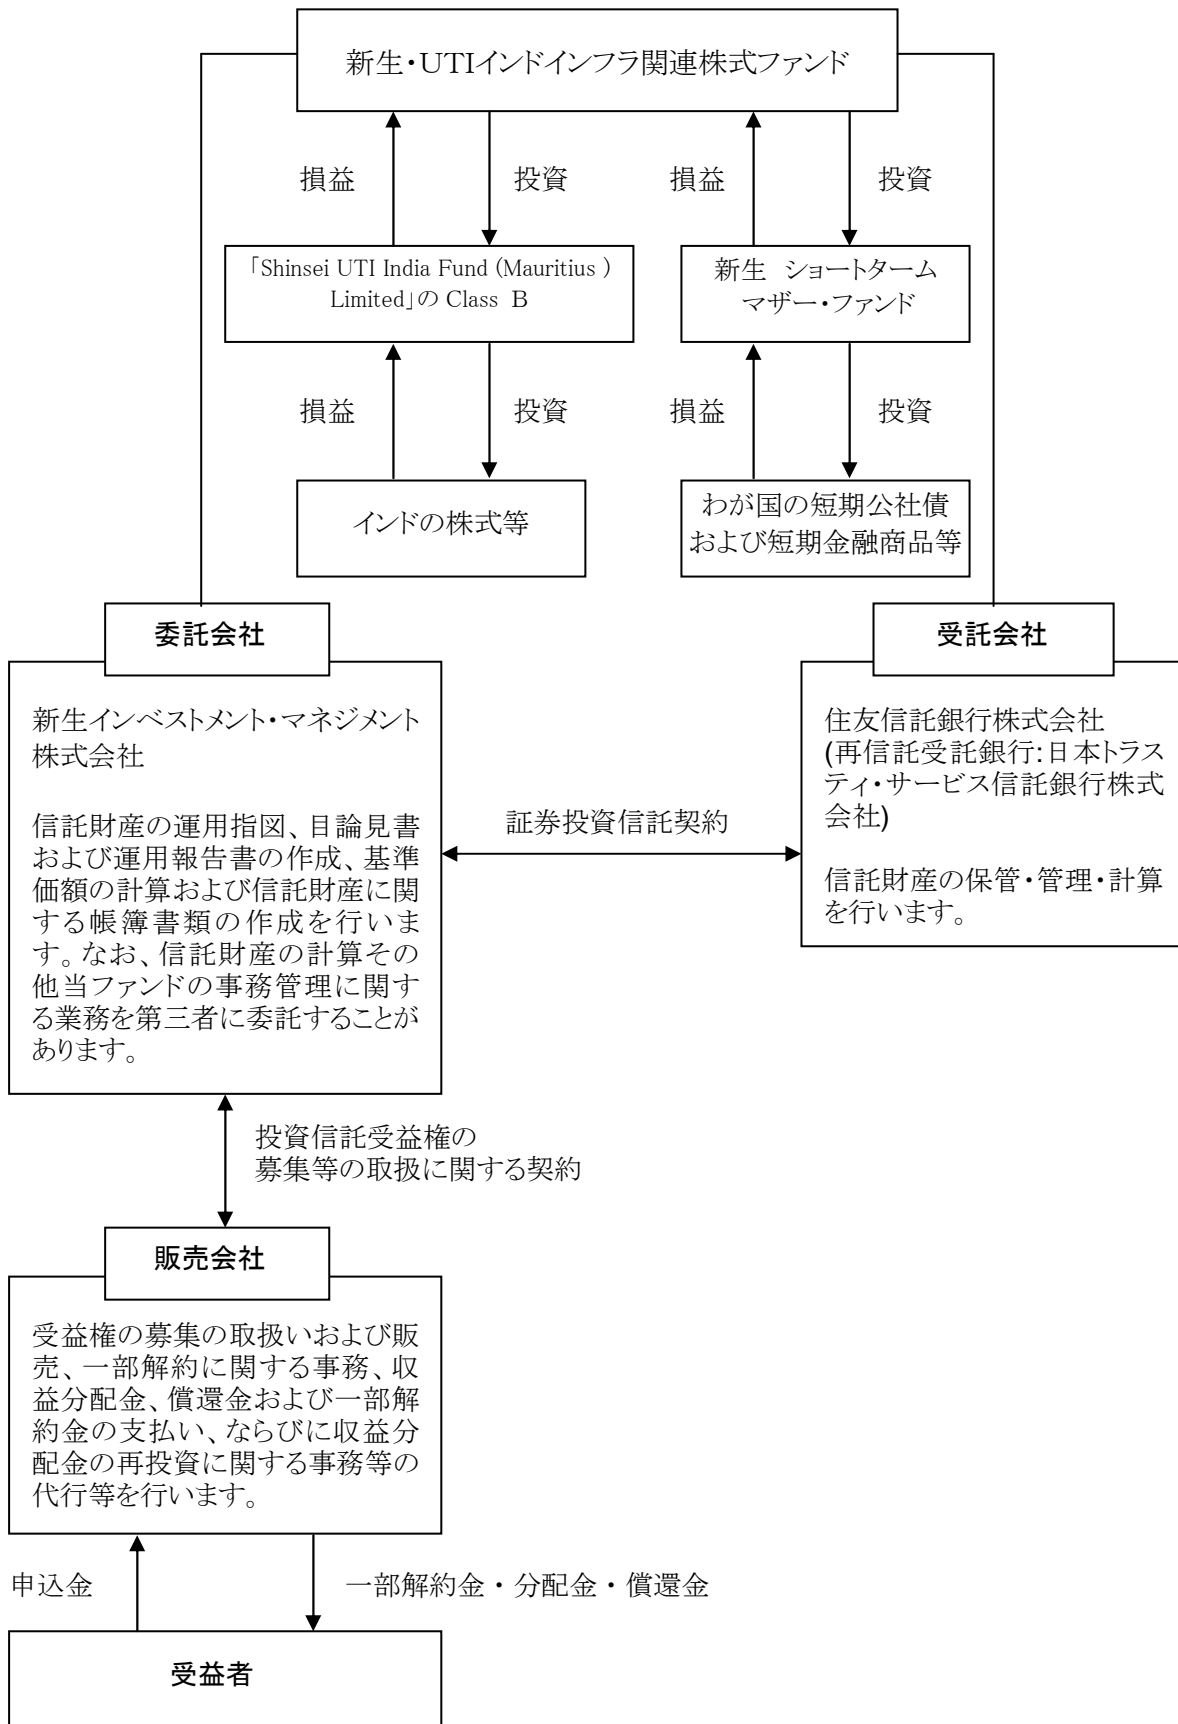 新生・UTIインドインフラ関連株式ファンド
損益
投資
損益
投資
「Shinsei UTI India Fund (Mauritius )
Limited」の Class B
新生 ショートターム
マザー・ファンド
損益
投資
損益
投資
インドの株式等
わが国の短期公社債
および短期金融商品等
委託会社
新生インベストメント・マネジメント
株式会社
信託財産の運用指図、目論見書
および運用報告書の作成、基準
価額の計算および信託財産に関
する帳簿書類の作成を行いま
す。なお、信託財産の計算その
他当ファンドの事務管理に関す
る業務を第三者に委託することが
あります。
証券投資信託契約
受託会社
住友信託銀行株式会社
(再信託受託銀行:日本トラス
ティ・サービス信託銀行株式
会社)
信託財産の保管・管理・計算
を行います。
投資信託受益権の
募集等の取扱に関する契約
販売会社
受益権の募集の取扱いおよび販
売、一部解約に関する事務、収
益分配金、償還金および一部解
約金の支払い、ならびに収益分
配金の再投資に関する事務等の
代行等を行います。
申込金
一部解約金・分配金・償還金
受益者